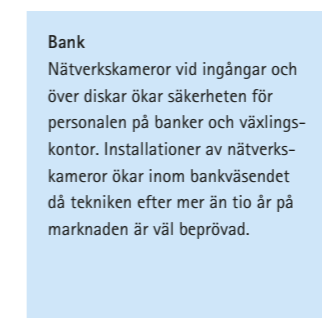 Bank
Nätverkskameror vid ingångar och
över diskar ökar säkerheten för
personalen på banker och växlings-
kontor. Installationer av nätverks-
kameror ökar inom bankväsendet
då tekniken efter mer än tio år på
marknaden är väl beprövad.